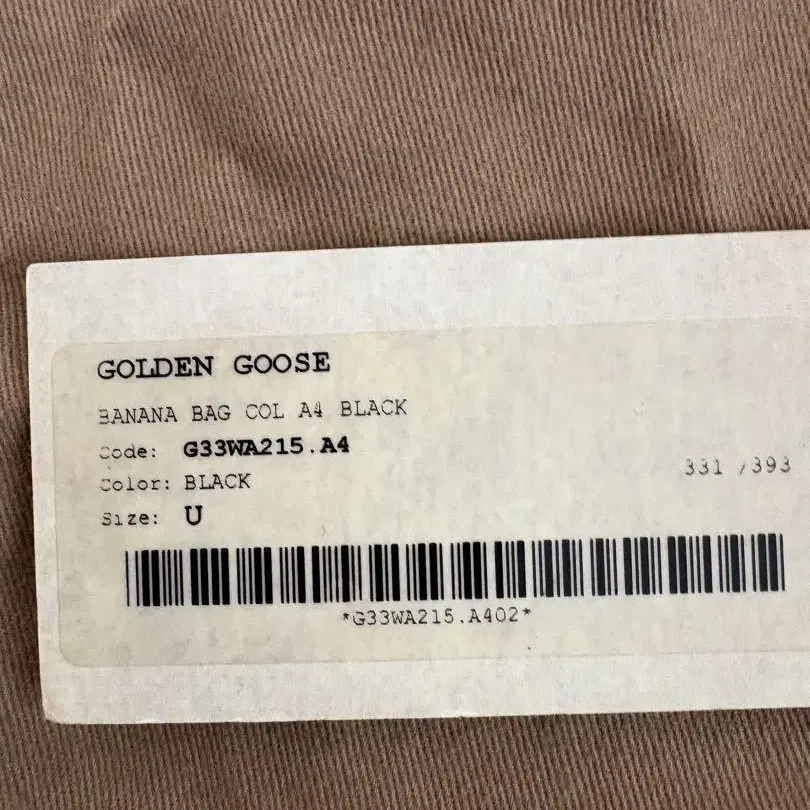 GOLDEN GOOSE
BANANA BAG COL A4 BLACK
Code: G33WA215.A4
Color: BLACK
331 /393
Size: U
*G33WA215.A402*